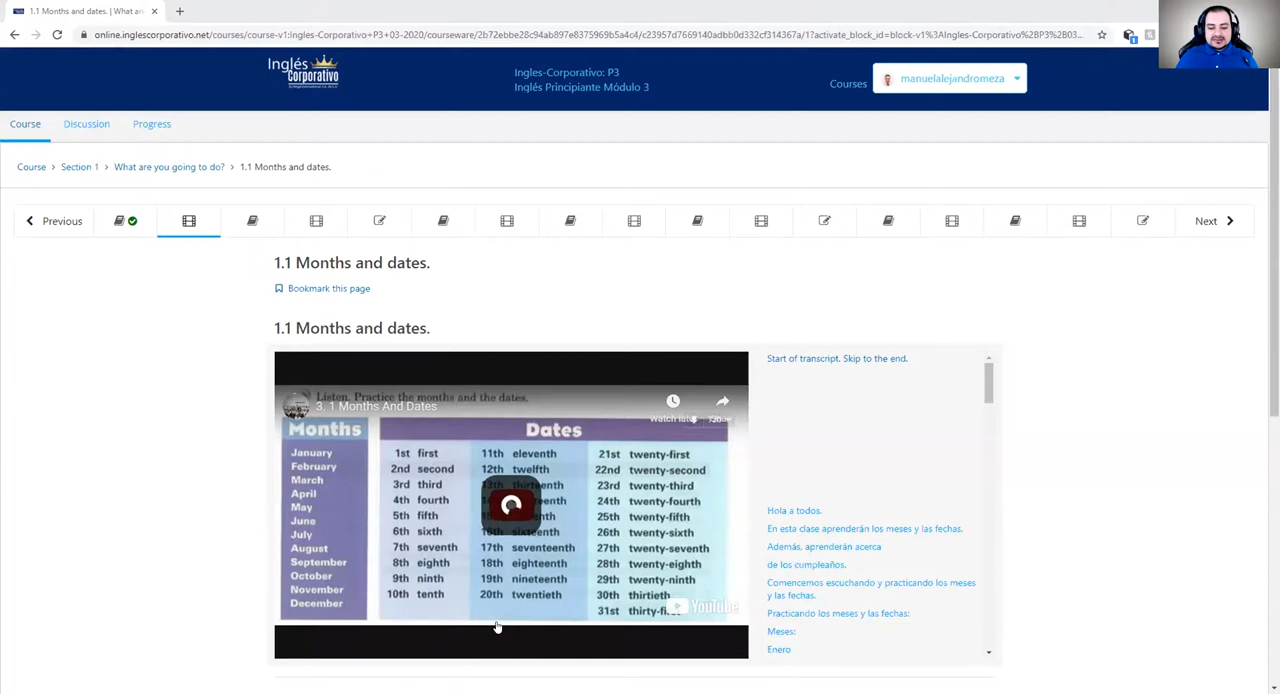 1.1 Months and dates. | What are
online.inglescorporativo.net/courses/course-v1:Ingles-Corporativo+P3+03-2020/courseware/2b72eb18cc94ab897e8375969b5a4c4/c23957d7669140adbb0d332cf314367a/1?activate_block_id=block-v1%3AIngles-Corporativo%2BP3%2B03...
Inglés
Corporativo
Ingles-Corporativo: P3
Inglés Principiante Módulo 3
Courses
manuelalejandromeza
Course Discussion Progress
Course > Section 1 > What are you going to do? > 1.1 Months and dates.
Previous
Next
1.1 Months and dates.
Bookmark this page
1.1 Months and dates.
Listen. Practice the months and the dates.
3. 1 Months And Dates
Watch later
Months
January
February
March
April
May
June
July
August
September
October
November
December
Dates
1st first
2nd second
3rd third
4th fourth
5th fifth
6th sixth
7th seventh
8th eighth
9th ninth
10th tenth
11th eleventh
12th twelfth
17th seventeenth
18th eighteenth
19th nineteenth
20th twentieth
21st twenty-first
22nd twenty-second
23rd twenty-third
24th twenty-fourth
25th twenty-fifth
26th twenty-sixth
27th twenty-seventh
28th twenty-eighth
29th twenty-ninth
30th thirtieth
31st thirty-first
YouTube
Start of transcript. Skip to the end.
Hola a todos.
En esta clase aprenderán los meses y las fechas.
Además, aprenderán acerca
de los cumpleaños.
Comencemos escuchando y practicando los meses
y las fechas.
Practicando los meses y las fechas:
Meses:
Enero